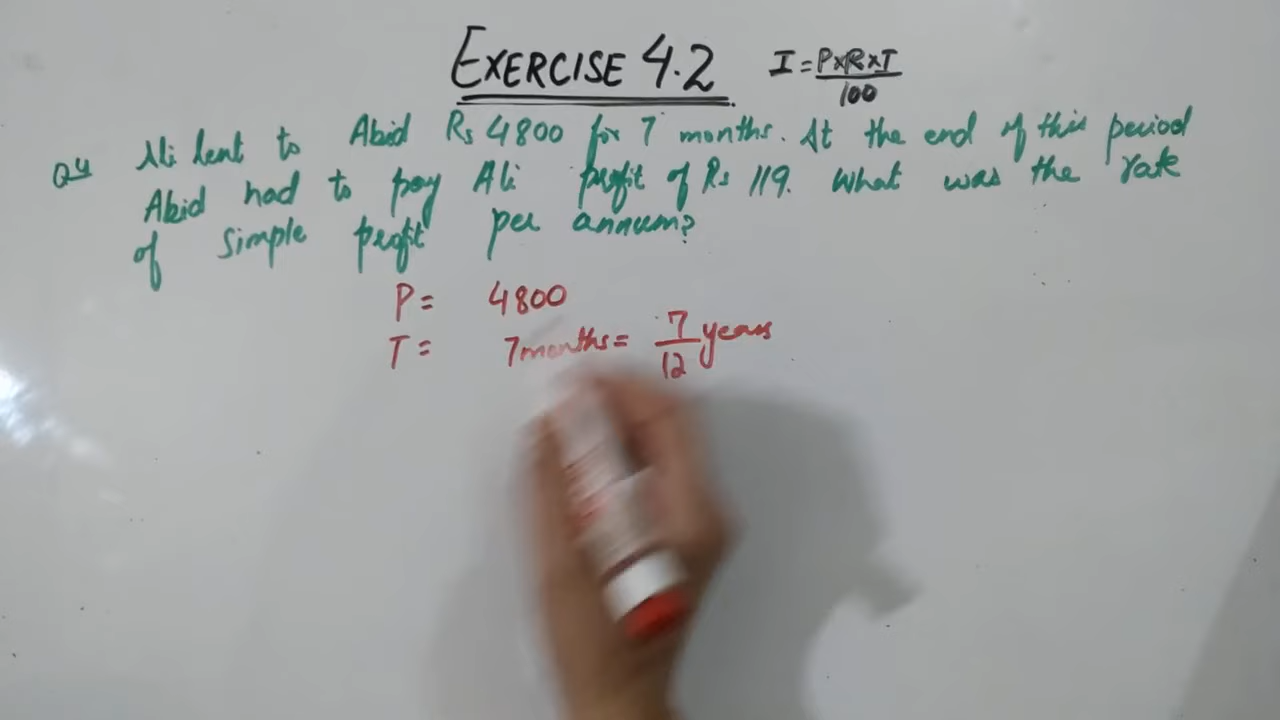 EXERCISE 4.2
I = P×R×T
100
Q4 Ali lent to Abid Rs 4800 for 7 months. At the end of this period
Abid had to pay Ali profit of Rs 119. What was the rate
of simple profit per annum?
P = 4800
T = 7 months = 7/12 years